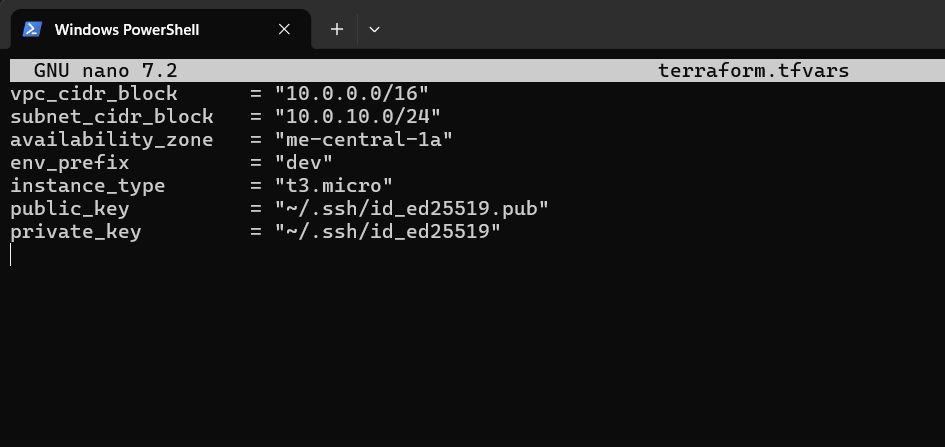 Windows PowerShell
GNU nano 7.2 terraform.tfvars
vpc_cidr_block = "10.0.0.0/16"
subnet_cidr_block = "10.0.10.0/24"
availability_zone = "me-central-1a"
env_prefix = "dev"
instance_type = "t3.micro"
public_key = "~/.ssh/id_ed25519.pub"
private_key = "~/.ssh/id_ed25519"